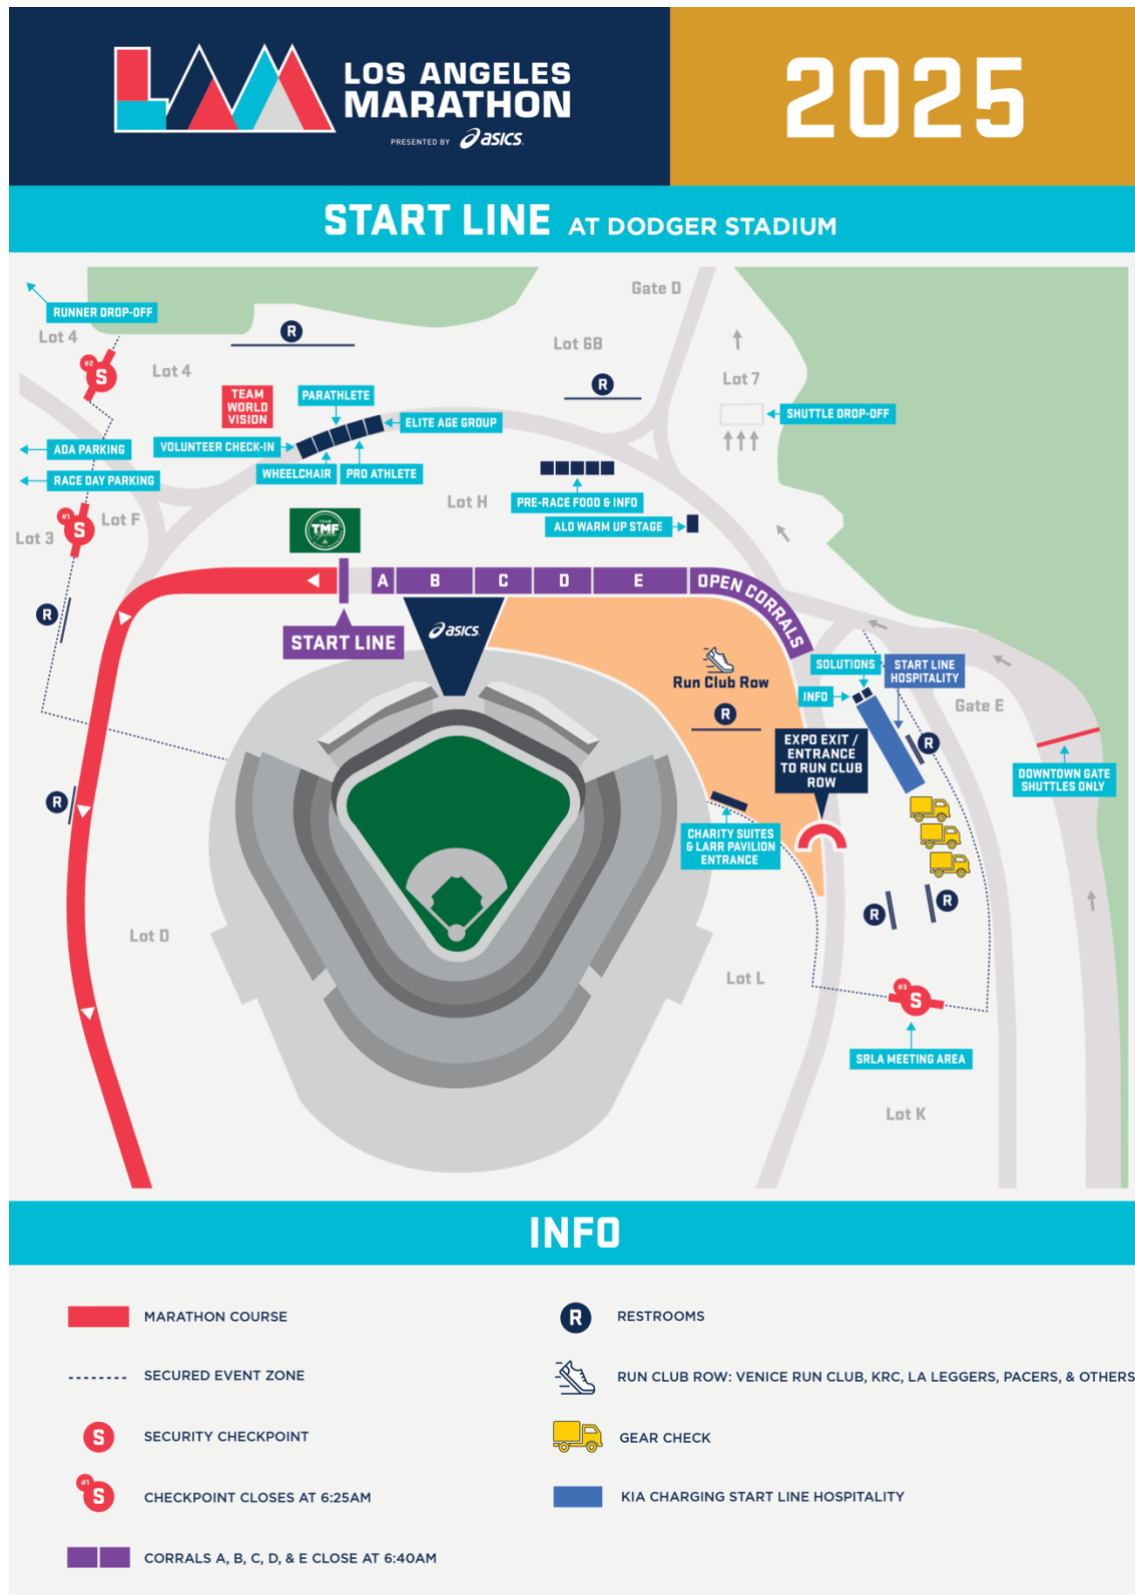 LOS ANGELES
MARATHON
PRESENTED BY asics
2025
START LINE AT DODGER STADIUM
RUNNER DROP-OFF
Lot 4
#2
S
Lot 4
R
Gate D
Lot 6B
R
Lot 7
TEAM
WORLD
VISION
PARATHLETE
ELITE AGE GROUP
SHUTTLE DROP-OFF
ADA PARKING
VOLUNTEER CHECK-IN
WHEELCHAIR
PRO ATHLETE
RACE DAY PARKING
PRE-RACE FOOD & INFO
Lot H
ALO WARM UP STAGE
#1
S
Lot F
Lot 3
TEAM
TMF
A
B
C
D
E
OPEN CORRALS
R
START LINE
asics
Run Club Row
R
SOLUTIONS
START LINE
HOSPITALITY
INFO
Gate E
R
EXPO EXIT /
ENTRANCE
TO RUN CLUB
ROW
DOWNTOWN GATE
SHUTTLES ONLY
R
CHARITY SUITES
& LARR PAVILION
ENTRANCE
R
R
Lot D
Lot L
#3
S
SRLA MEETING AREA
Lot K
INFO
MARATHON COURSE
SECURED EVENT ZONE
S
SECURITY CHECKPOINT
#1
S
CHECKPOINT CLOSES AT 6:25AM
CORRALS A, B, C, D, & E CLOSE AT 6:40AM
R
RESTROOMS
RUN CLUB ROW: VENICE RUN CLUB, KRC, LA LEGGERS, PACERS, & OTHERS
GEAR CHECK
KIA CHARGING START LINE HOSPITALITY